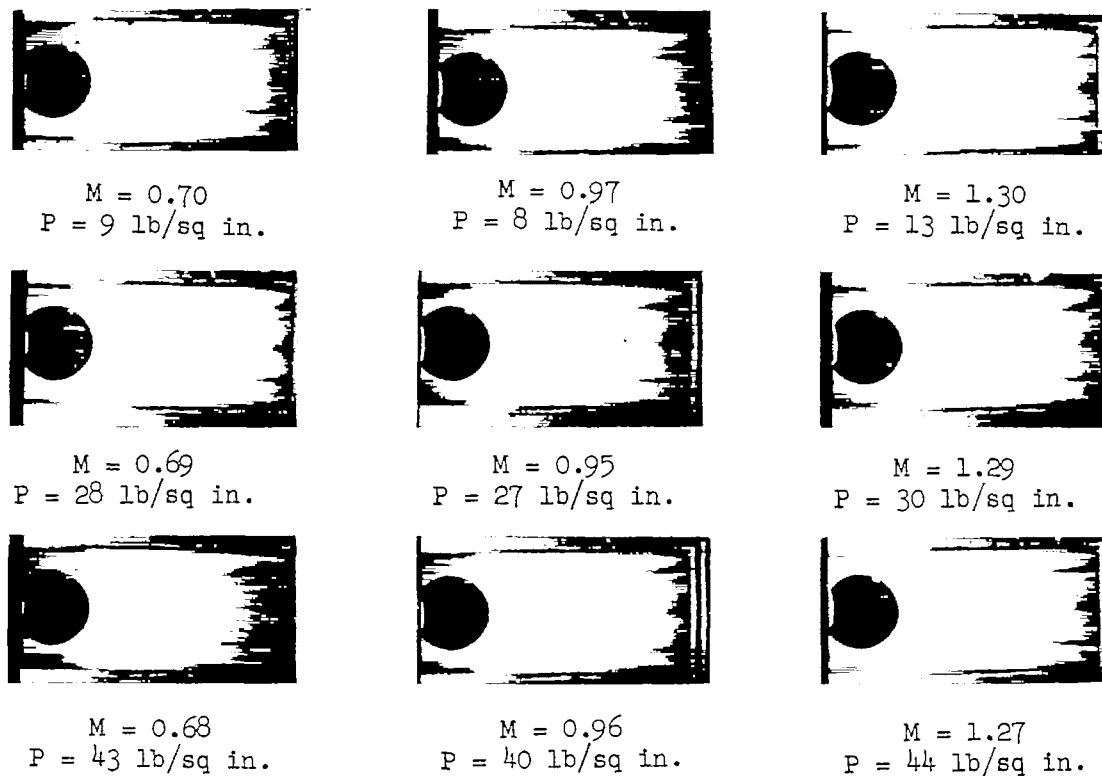 M = 0.70
P = 9 lb/sq in.
M = 0.97
P = 8 lb/sq in.
M = 1.30
P = 13 lb/sq in.
M = 0.69
P = 28 lb/sq in.
M = 0.95
P = 27 lb/sq in.
M = 1.29
P = 30 lb/sq in.
M = 0.68
P = 43 lb/sq in.
M = 0.96
P = 40 lb/sq in.
M = 1.27
P = 44 lb/sq in.